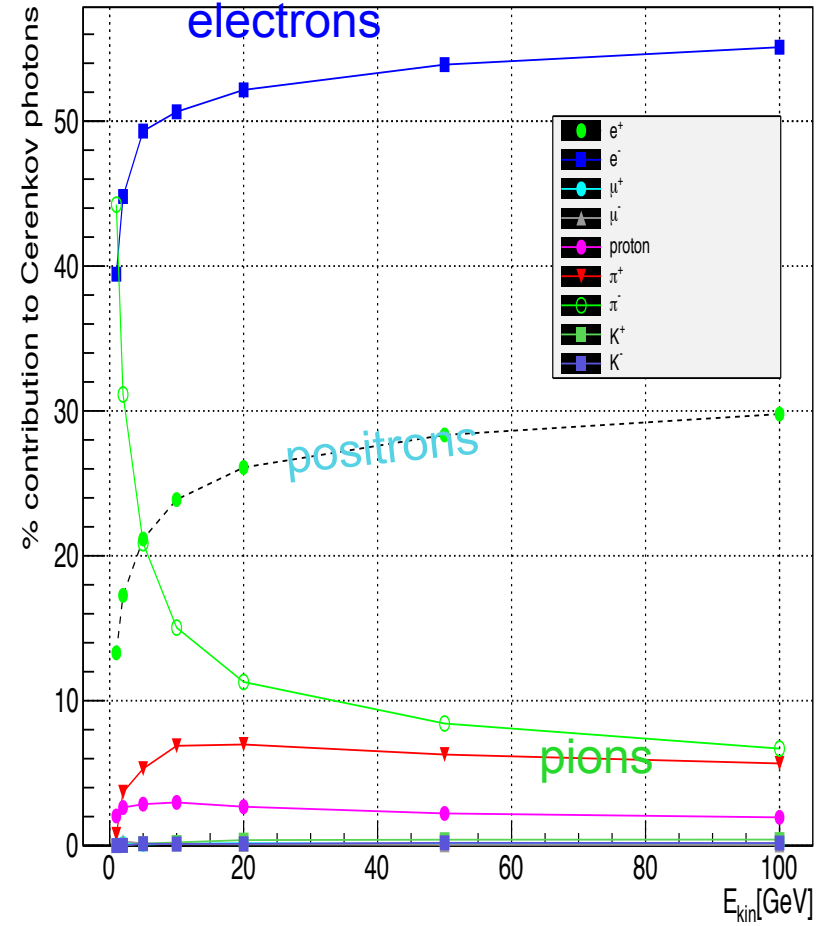 electrons
% contribution to Cerenkov photons
50
40
30
20
10
0
e+
e-
μ+
μ-
proton
π+
π-
K+
K-
positrons
pions
0 20 40 60 80 100
Ekin[GeV]